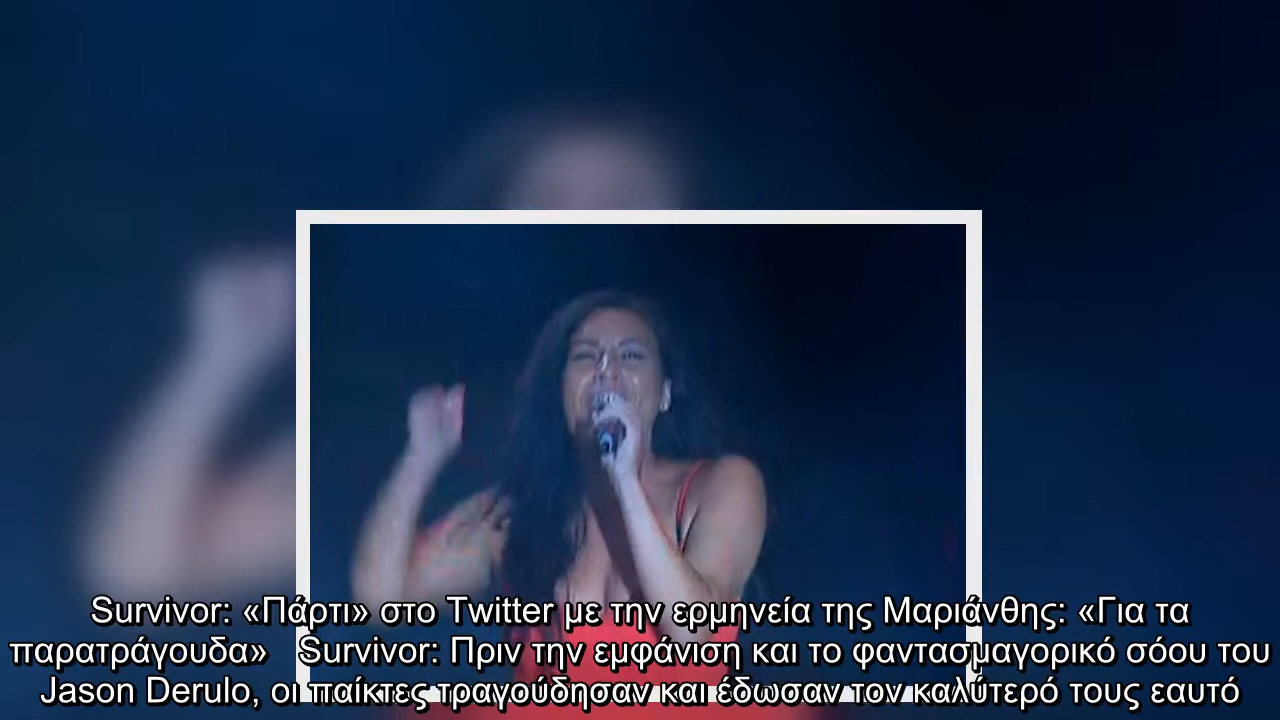 Survivor: «Πάρτι» στο Twitter με την ερμηνεία της Μαριάνθης: «Για τα
παρατράγουδα» Survivor: Πριν την εμφάνιση και το φαντασμαγορικό σόου του
Jason Derulo, οι παίκτες τραγούδησαν και έδωσαν τον καλύτερό τους εαυτό